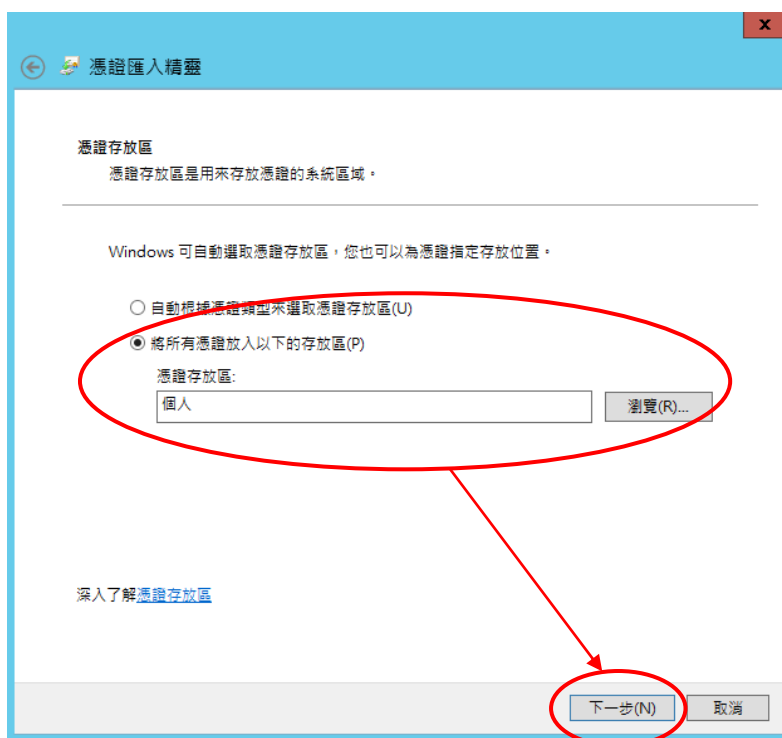 x
憑證匯入精靈
憑證存放區
憑證存放區是用來存放憑證的系統區域。
Windows 可自動選取憑證存放區，您也可以為憑證指定存放位置。
自動根據憑證類型來選取憑證存放區(U)
將所有憑證放入以下的存放區(P)
憑證存放區:
個人
瀏覽(R)...
深入了解憑證存放區
下一步(N)
取消